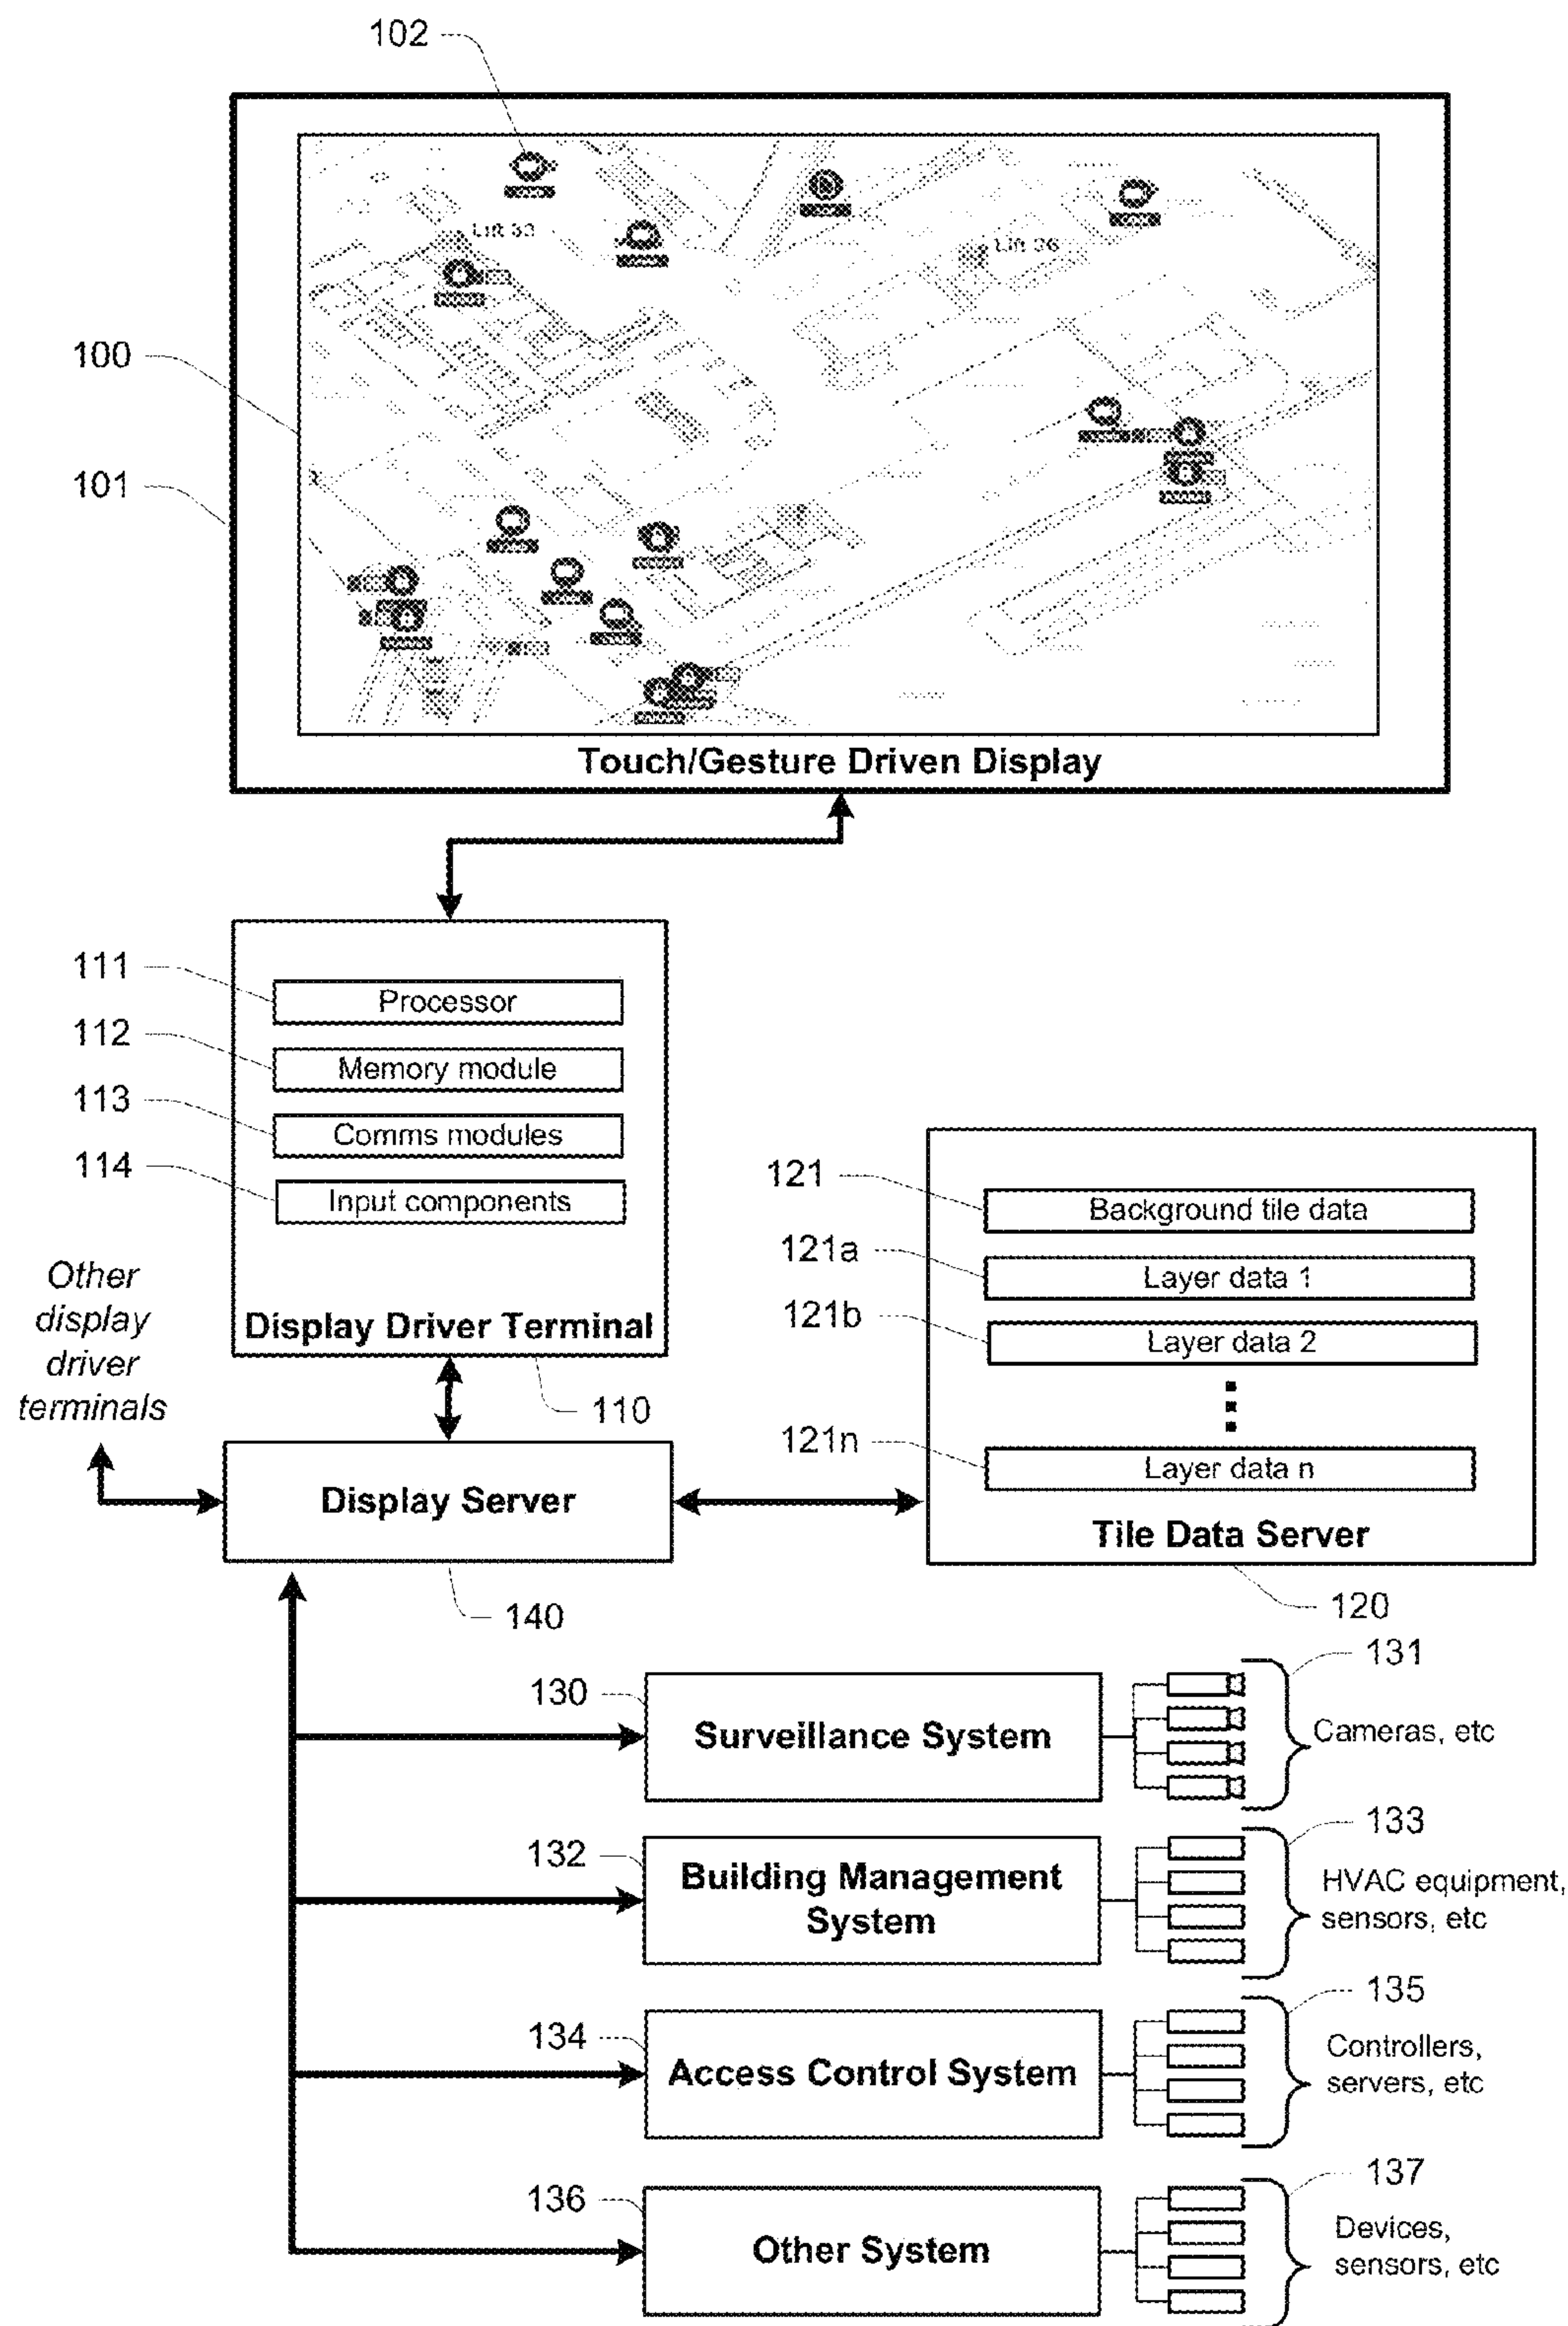 102
Lift 33
Lift 36
100
101
Touch/Gesture Driven Display
111
Processor
112
Memory module
113
Comms modules
114
Input components
Display Driver Terminal
110
121
Background tile data
121a
Layer data 1
121b
Layer data 2
121n
Layer data n
Tile Data Server
120
Other
display
driver
terminals
Display Server
140
130
Surveillance System
131
Cameras, etc
132
Building Management
System
133
HVAC equipment,
sensors, etc
134
Access Control System
135
Controllers,
servers, etc
136
Other System
137
Devices,
sensors, etc